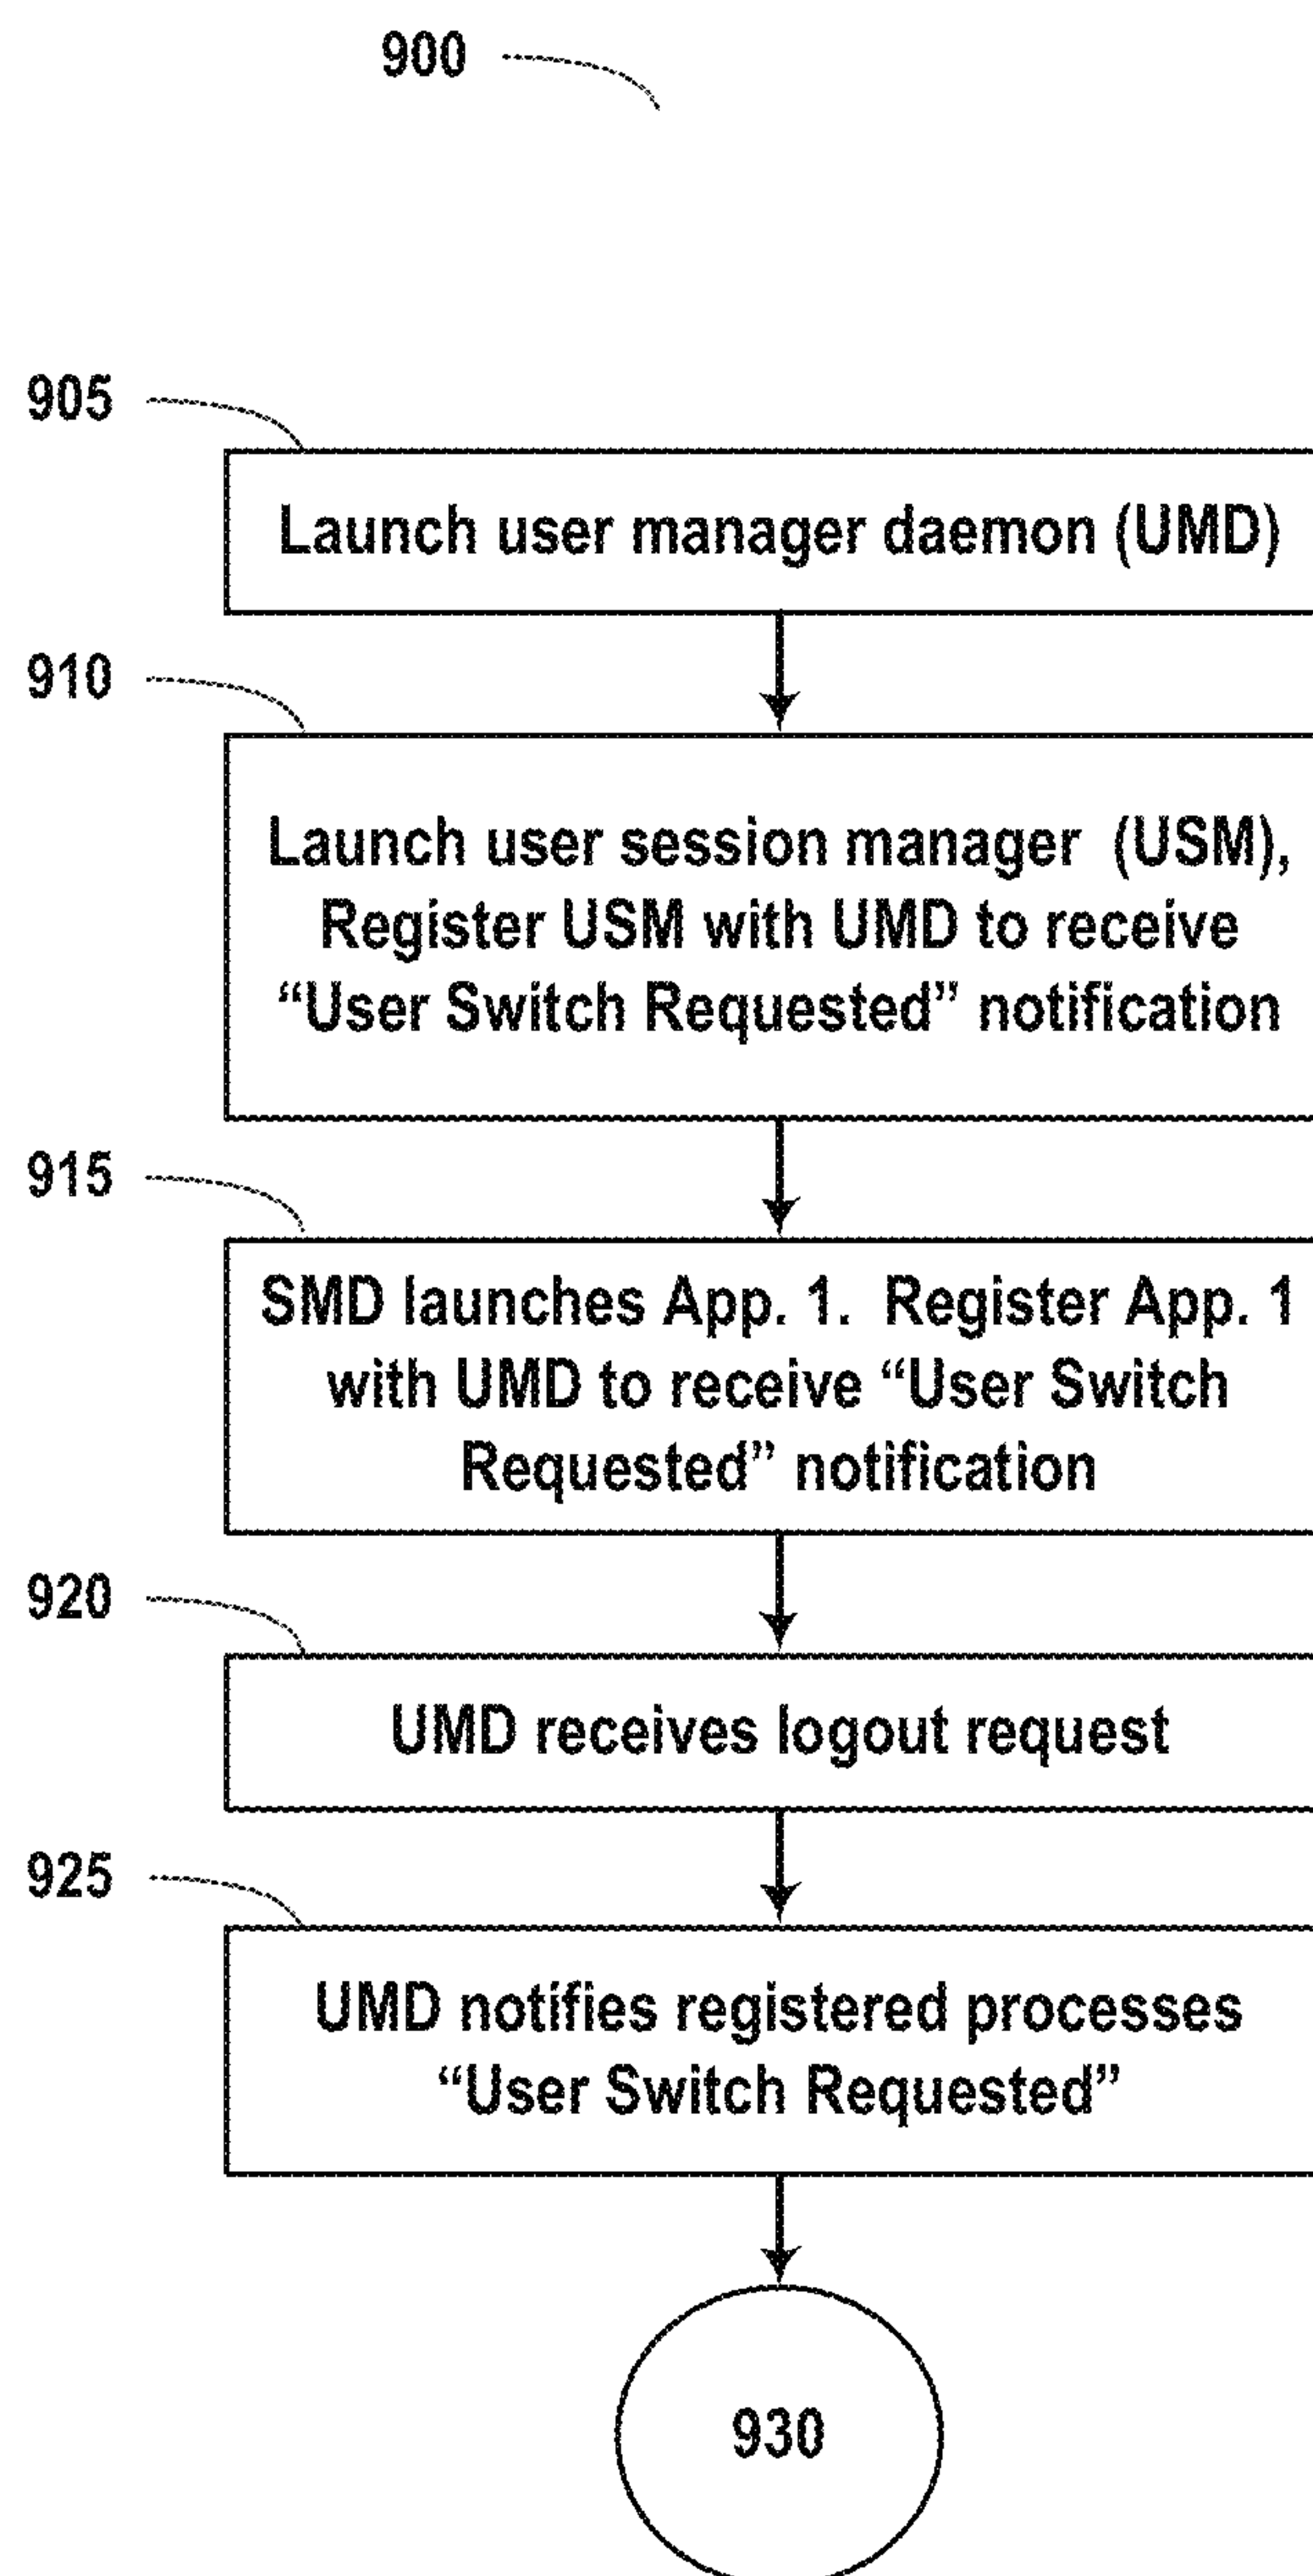 900
905
Launch user manager daemon (UMD)
910
Launch user session manager (USM),
Register USM with UMD to receive
“User Switch Requested” notification
915
SMD launches App. 1. Register App. 1
with UMD to receive “User Switch
Requested” notification
920
UMD receives logout request
925
UMD notifies registered processes
“User Switch Requested”
930